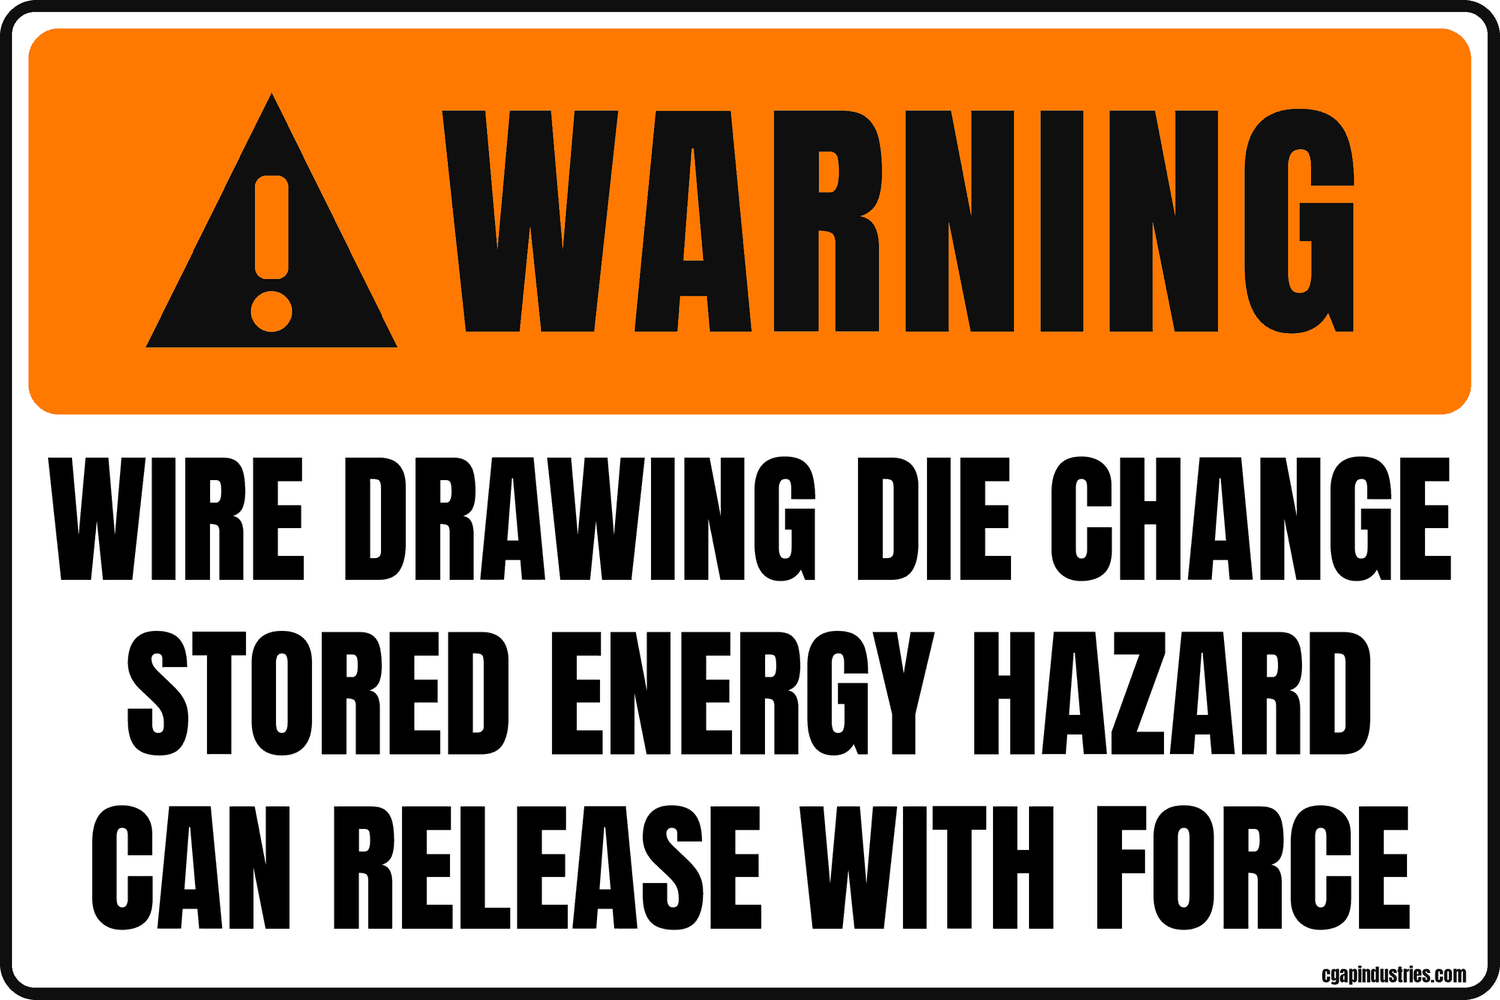 WARNING
WIRE DRAWING DIE CHANGE
STORED ENERGY HAZARD
CAN RELEASE WITH FORCE
cgapindustries.com